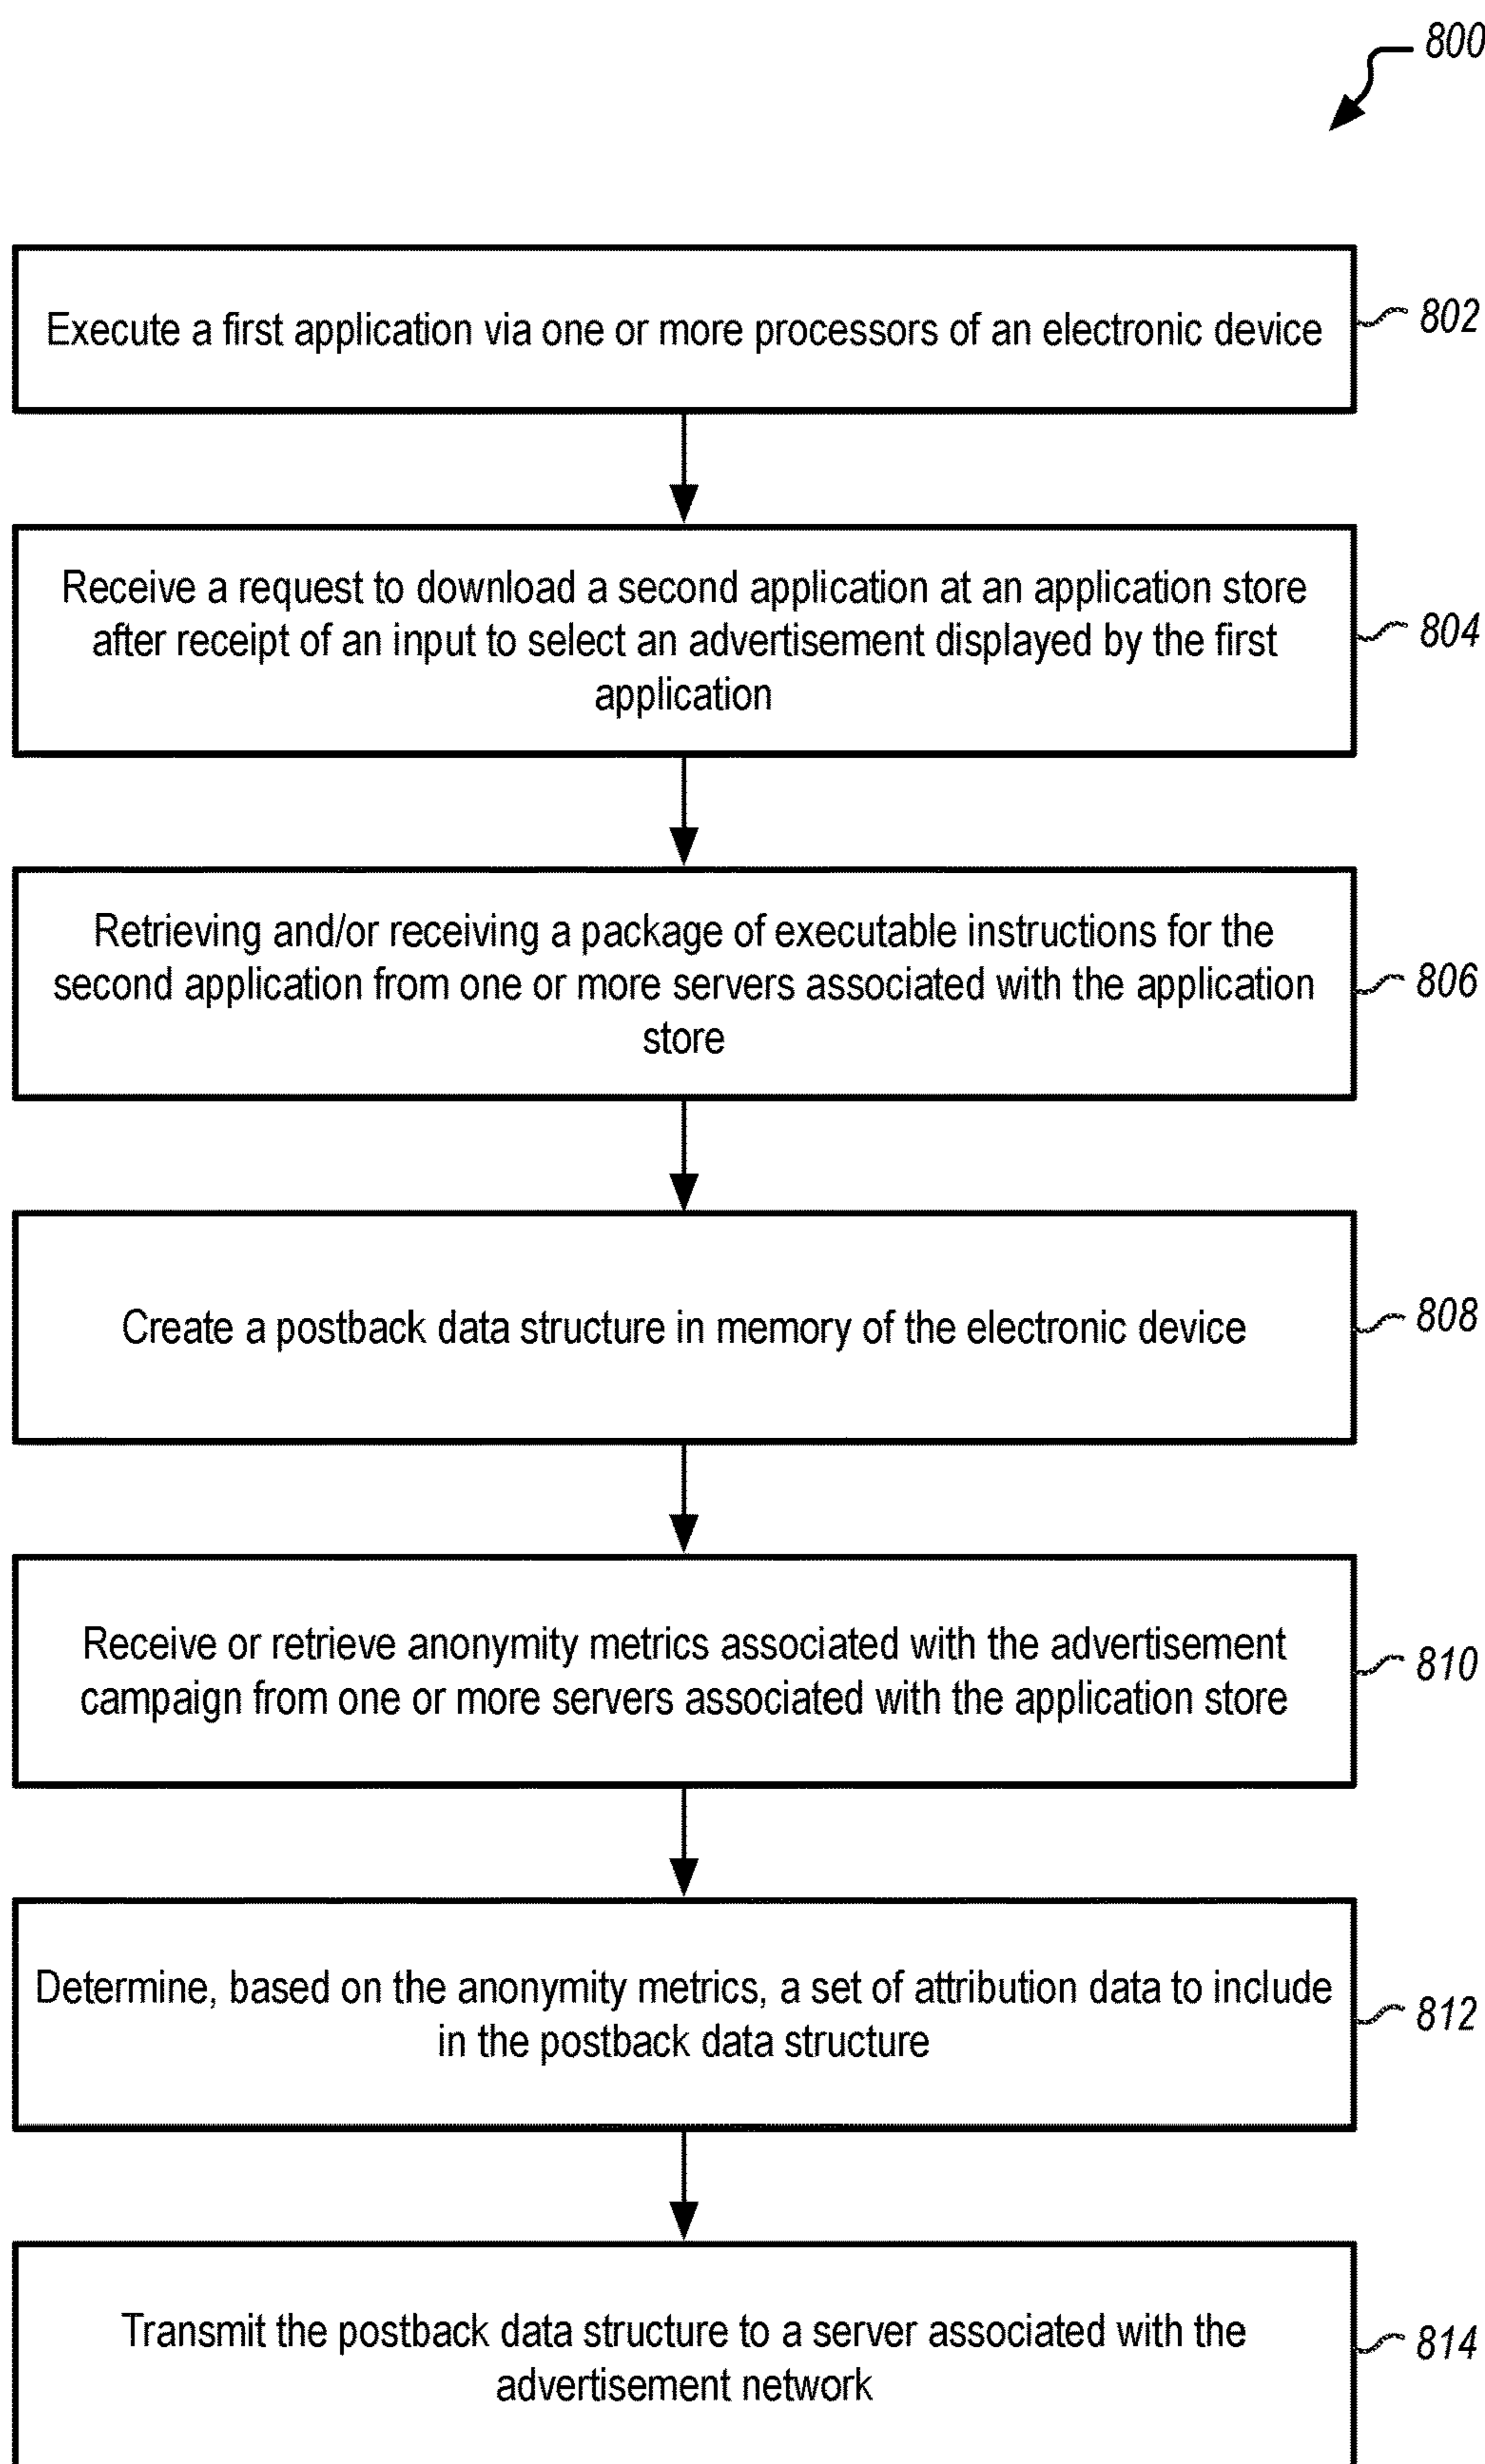 800
Execute a first application via one or more processors of an electronic device
802
Receive a request to download a second application at an application store
after receipt of an input to select an advertisement displayed by the first
application
804
Retrieving and/or receiving a package of executable instructions for the
second application from one or more servers associated with the application
store
806
Create a postback data structure in memory of the electronic device
808
Receive or retrieve anonymity metrics associated with the advertisement
campaign from one or more servers associated with the application store
810
Determine, based on the anonymity metrics, a set of attribution data to include
in the postback data structure
812
Transmit the postback data structure to a server associated with the
advertisement network
814